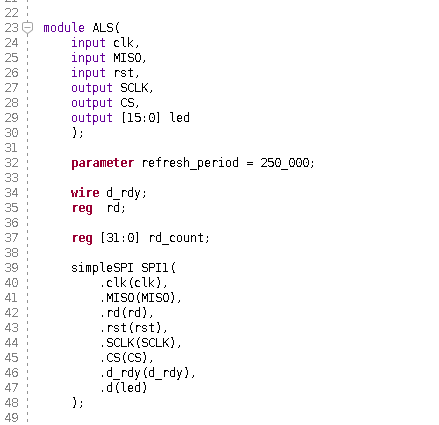 22
23 module ALS(
24 input clk,
25 input MISO,
26 input rst,
27 output SCLK,
28 output CS,
29 output [15:0] led
30 );
31
32 parameter refresh_period = 250_000;
33
34 wire d_rdy;
35 reg rd;
36
37 reg [31:0] rd_count;
38
39 simpleSPI SPI1(
40 .clk(clk),
41 .MISO(MISO),
42 .rd(rd),
43 .rst(rst),
44 .SCLK(SCLK),
45 .CS(CS),
46 .d_rdy(d_rdy),
47 .d(led)
48 );
49